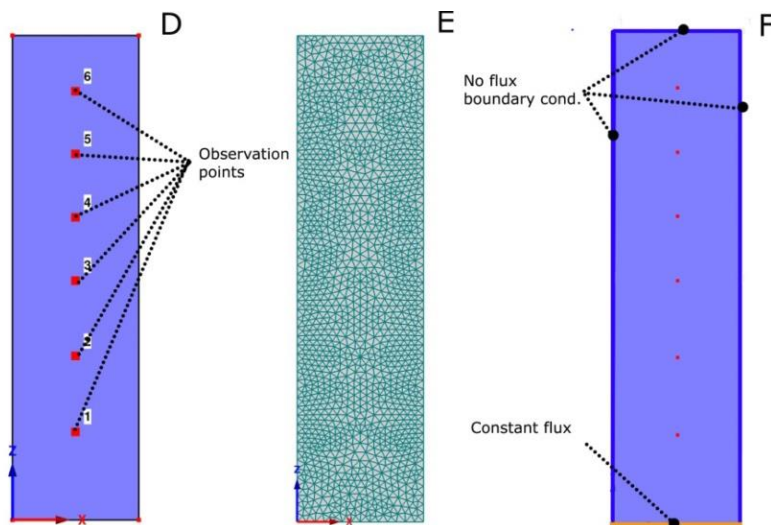 D
E
F
6
5
4
3
2
1
Observation
points
Z
X
z
x
No flux
boundary cond.
Constant flux